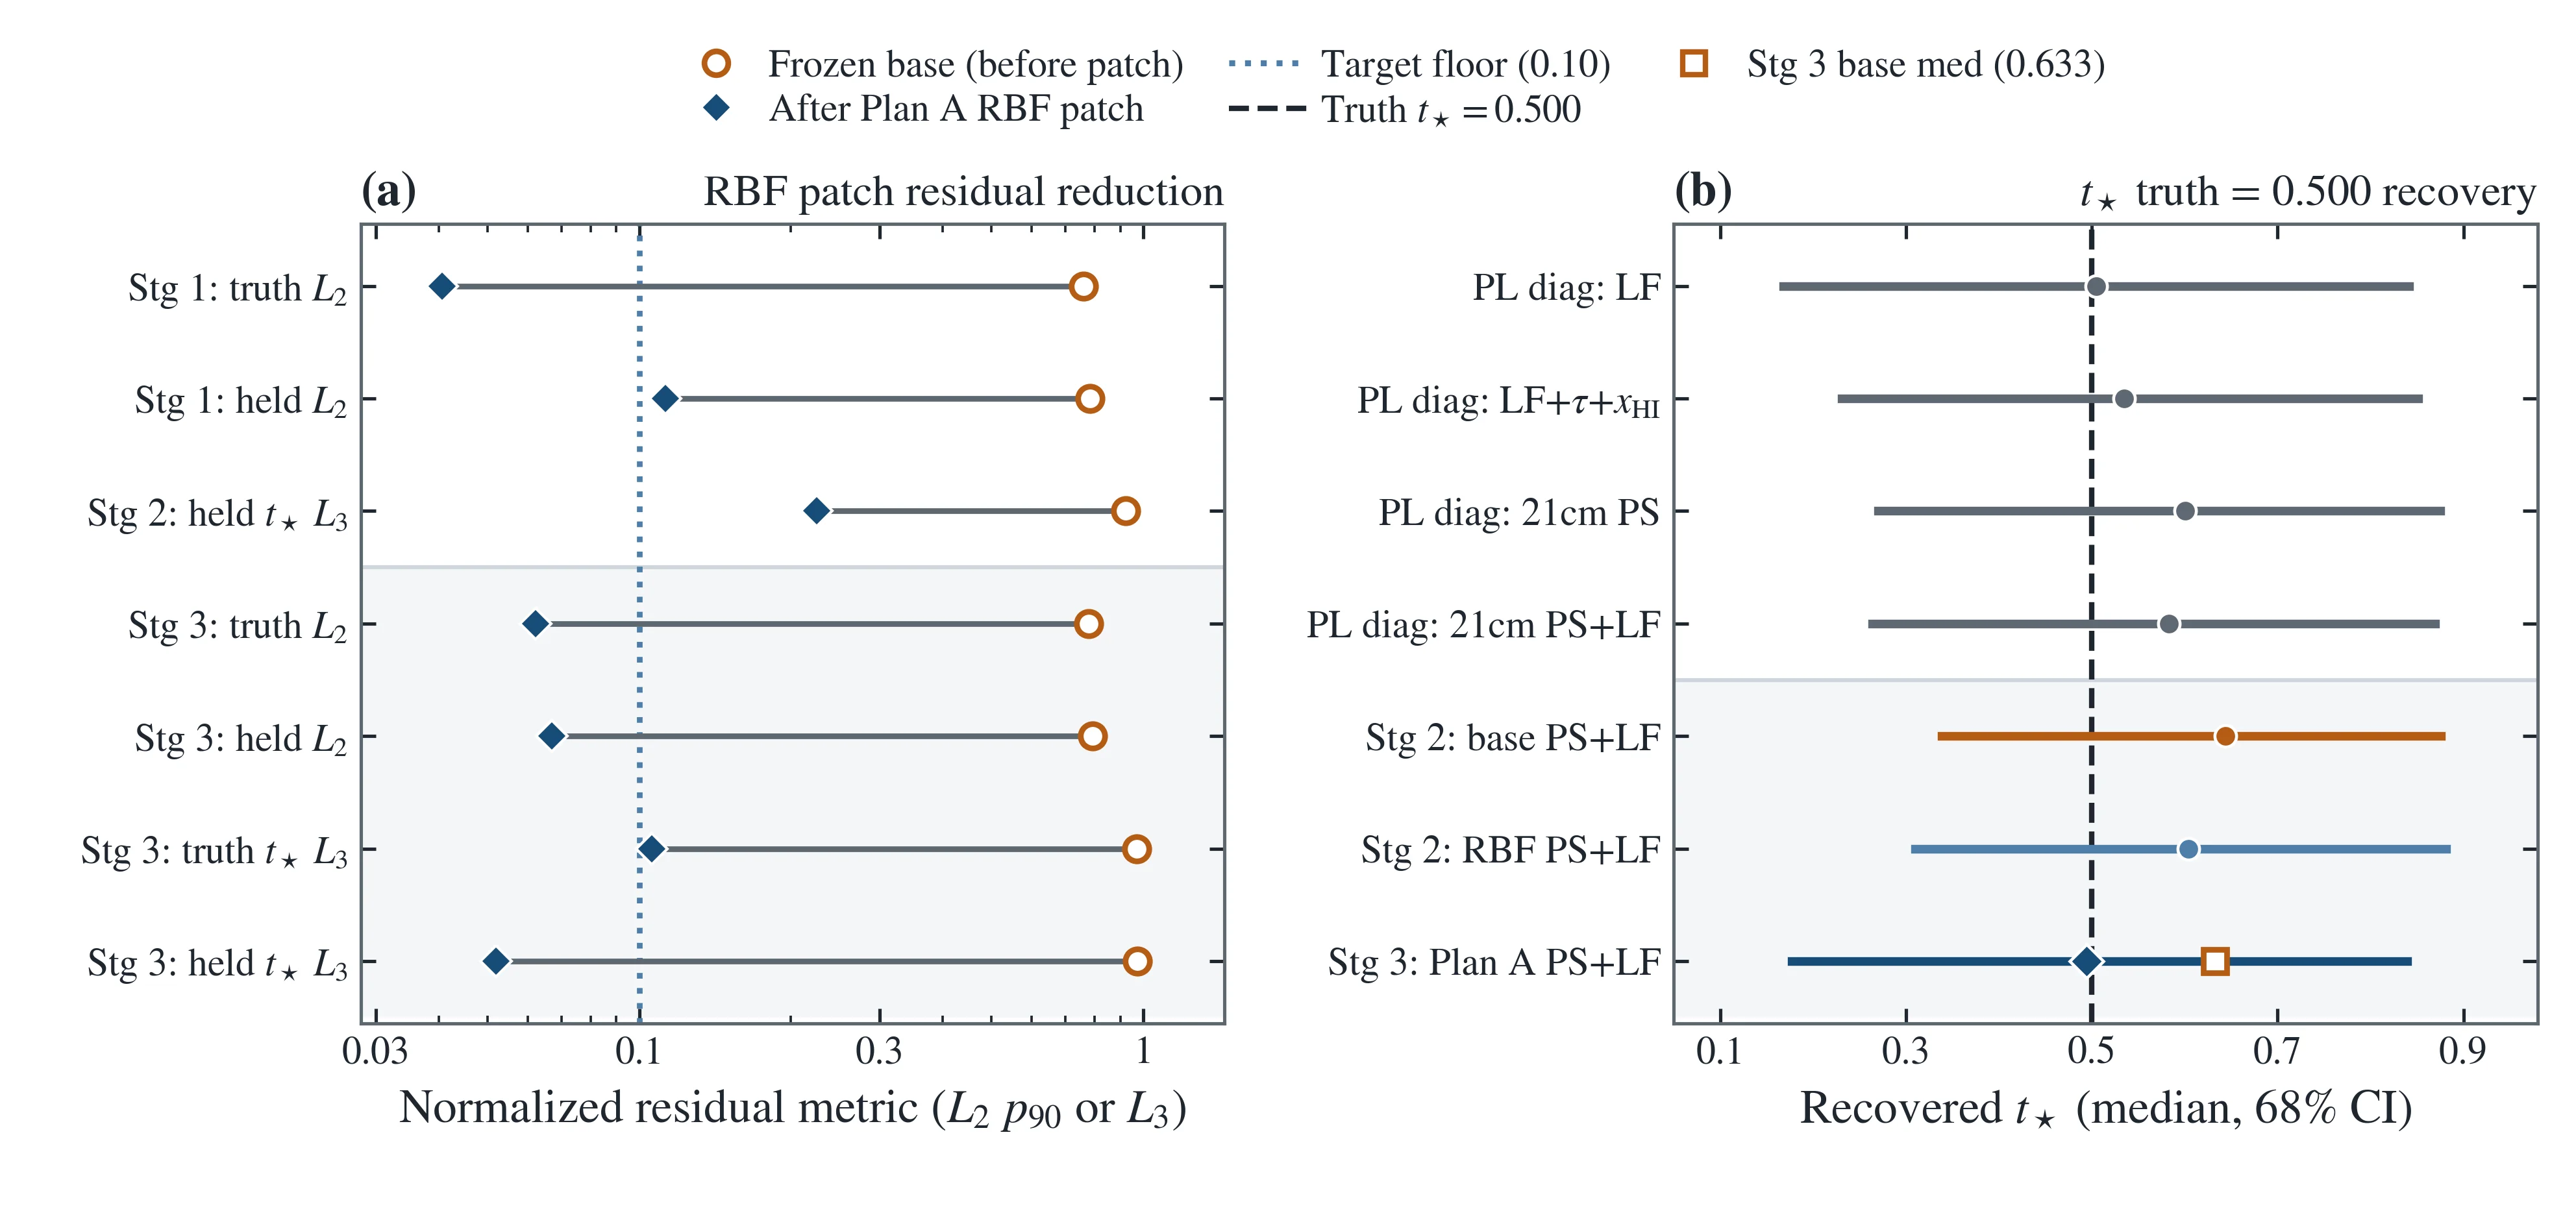 Frozen base (before patch)
After Plan A RBF patch
Target floor (0.10)
Truth t⋆ = 0.500
Stg 3 base med (0.633)
(a)
RBF patch residual reduction
Stg 1: truth L₂
Stg 1: held L₂
Stg 2: held t⋆ L₃
Stg 3: truth L₂
Stg 3: held L₂
Stg 3: truth t⋆ L₃
Stg 3: held t⋆ L₃
0.03 0.1 0.3 1
Normalized residual metric (L₂ p₉₀ or L₃)
(b)
t⋆ truth = 0.500 recovery
PL diag: LF
PL diag: LF+τ+x_HI
PL diag: 21cm PS
PL diag: 21cm PS+LF
Stg 2: base PS+LF
Stg 2: RBF PS+LF
Stg 3: Plan A PS+LF
0.1 0.3 0.5 0.7 0.9
Recovered t⋆ (median, 68% CI)